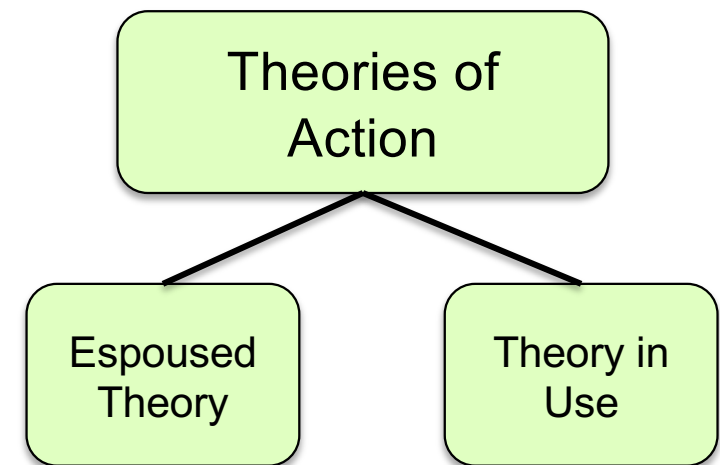 Theories of
Action
Espoused
Theory
Theory in
Use